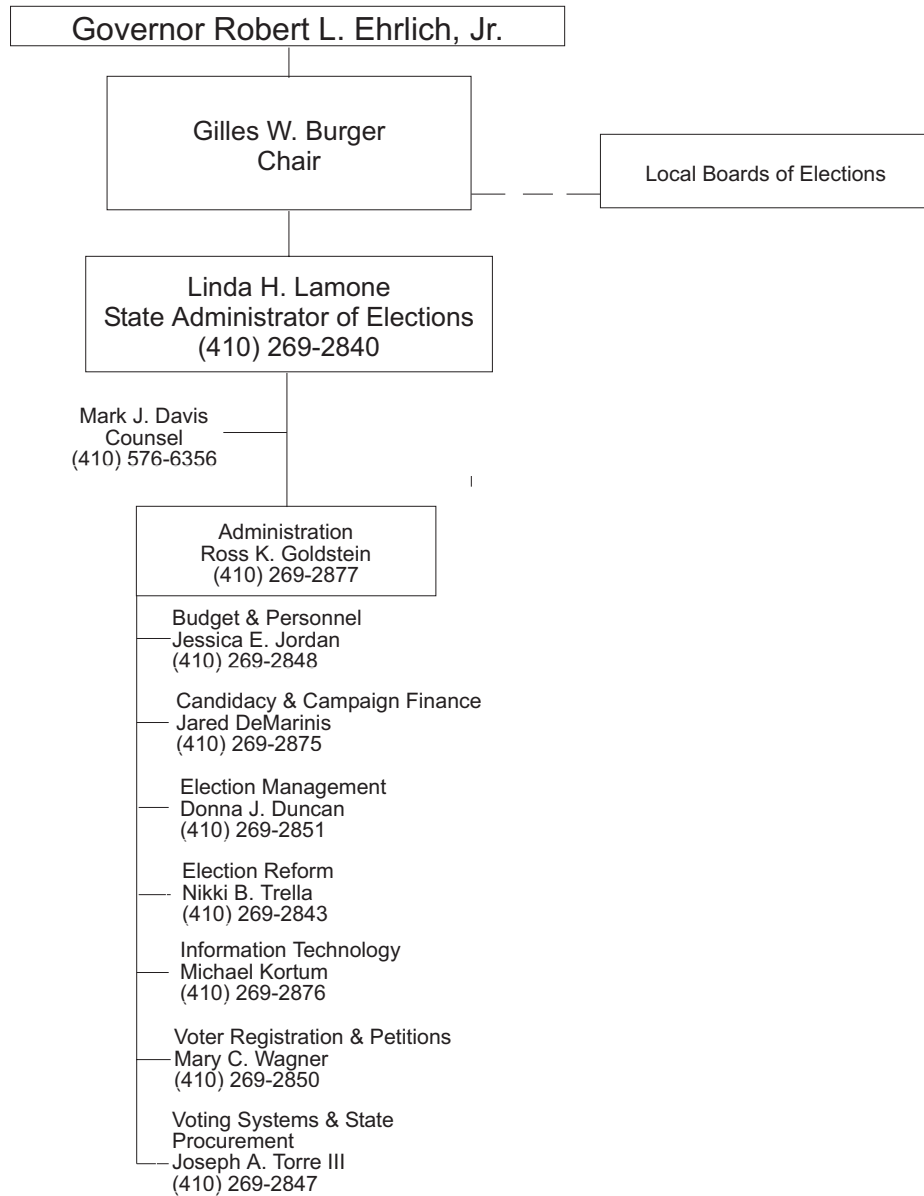 Governor Robert L. Ehrlich, Jr.
Gilles W. Burger
Chair
Local Boards of Elections
Linda H. Lamone
State Administrator of Elections
(410) 269-2840
Mark J. Davis
Counsel
(410) 576-6356
Administration
Ross K. Goldstein
(410) 269-2877
Budget & Personnel
Jessica E. Jordan
(410) 269-2848
Candidacy & Campaign Finance
Jared DeMarinis
(410) 269-2875
Election Management
Donna J. Duncan
(410) 269-2851
Election Reform
Nikki B. Trella
(410) 269-2843
Information Technology
Michael Kortum
(410) 269-2876
Voter Registration & Petitions
Mary C. Wagner
(410) 269-2850
Voting Systems & State
Procurement
Joseph A. Torre III
(410) 269-2847